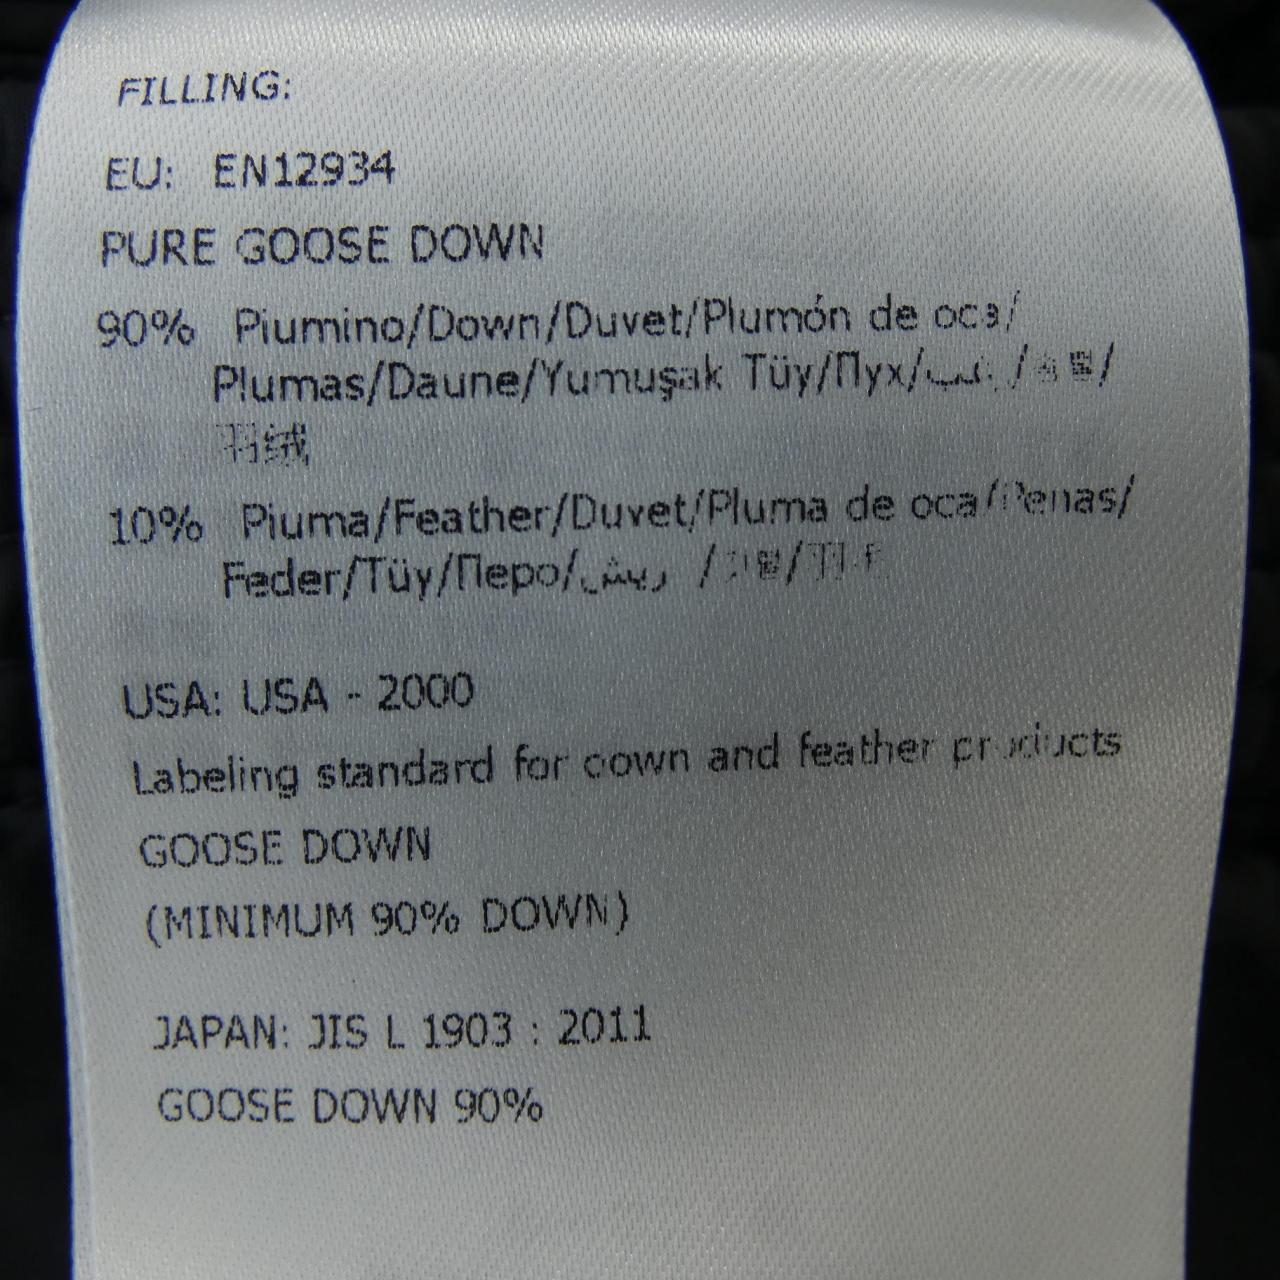 FILLING:
EU: EN12934
PURE GOOSE DOWN
90% Piumino/Down/Duvet/Plumón de oca/
Plumas/Daune/Yumuşak Tüy/Пух/
羽绒
10% Piuma/Feather/Duvet/Pluma de oca/Penas/
Feder/Tüy/Перо/ریش /
USA: USA - 2000
Labeling standard for down and feather products
GOOSE DOWN
(MINIMUM 90% DOWN)
JAPAN: JIS L 1903 : 2011
GOOSE DOWN 90%